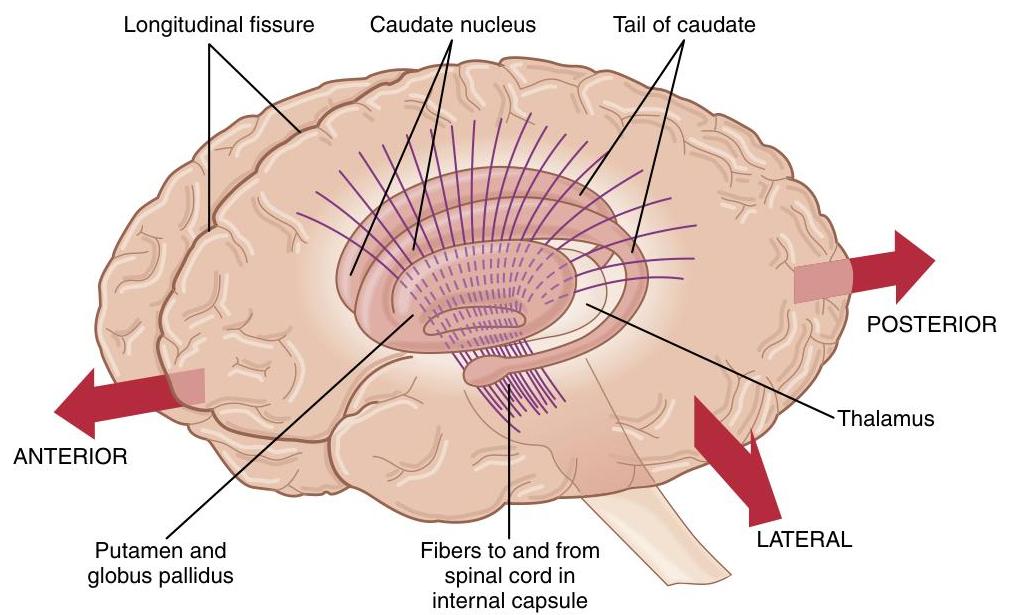 Longitudinal fissure
Caudate nucleus
Tail of caudate
POSTERIOR
Thalamus
ANTERIOR
LATERAL
Putamen and
globus pallidus
Fibers to and from
spinal cord in
internal capsule